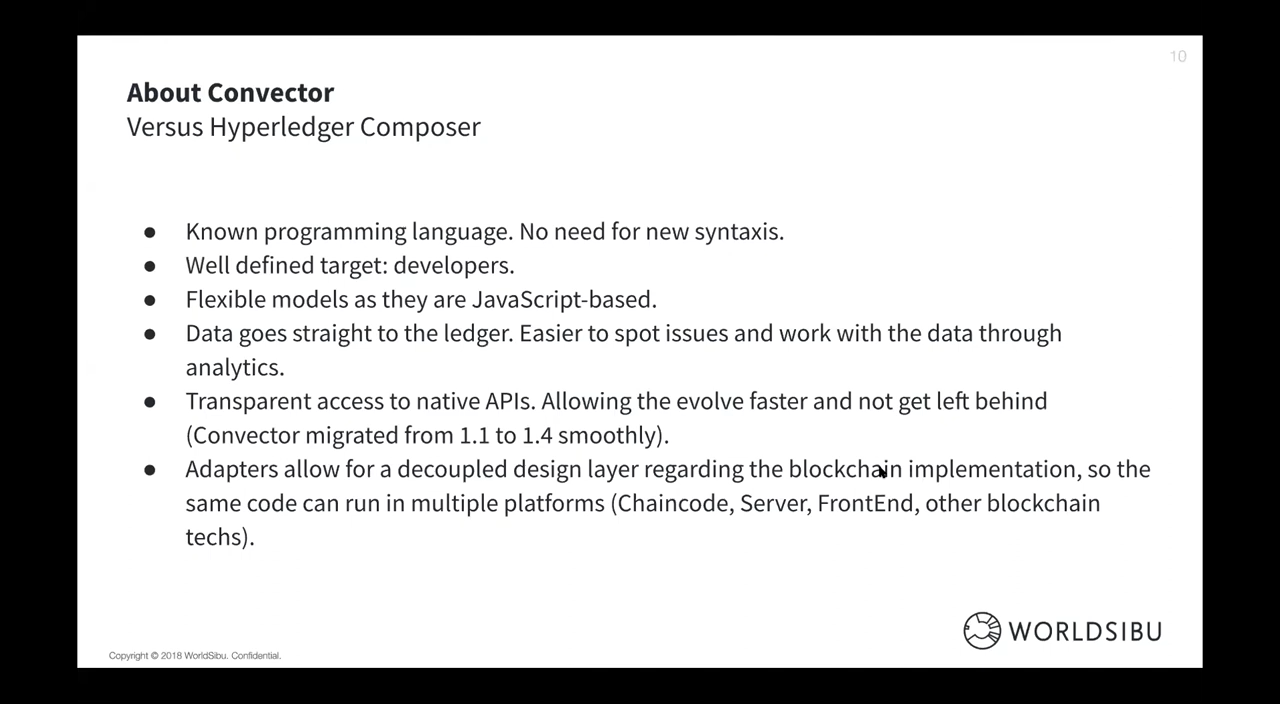 10
About Convector
Versus Hyperledger Composer
● Known programming language. No need for new syntaxis.
● Well defined target: developers.
● Flexible models as they are JavaScript-based.
● Data goes straight to the ledger. Easier to spot issues and work with the data through
analytics.
● Transparent access to native APIs. Allowing the evolve faster and not get left behind
(Convector migrated from 1.1 to 1.4 smoothly).
● Adapters allow for a decoupled design layer regarding the blockchain implementation, so the
same code can run in multiple platforms (Chaincode, Server, FrontEnd, other blockchain
techs).
WORLDSIBU
Copyright © 2018 WorldSibu. Confidential.